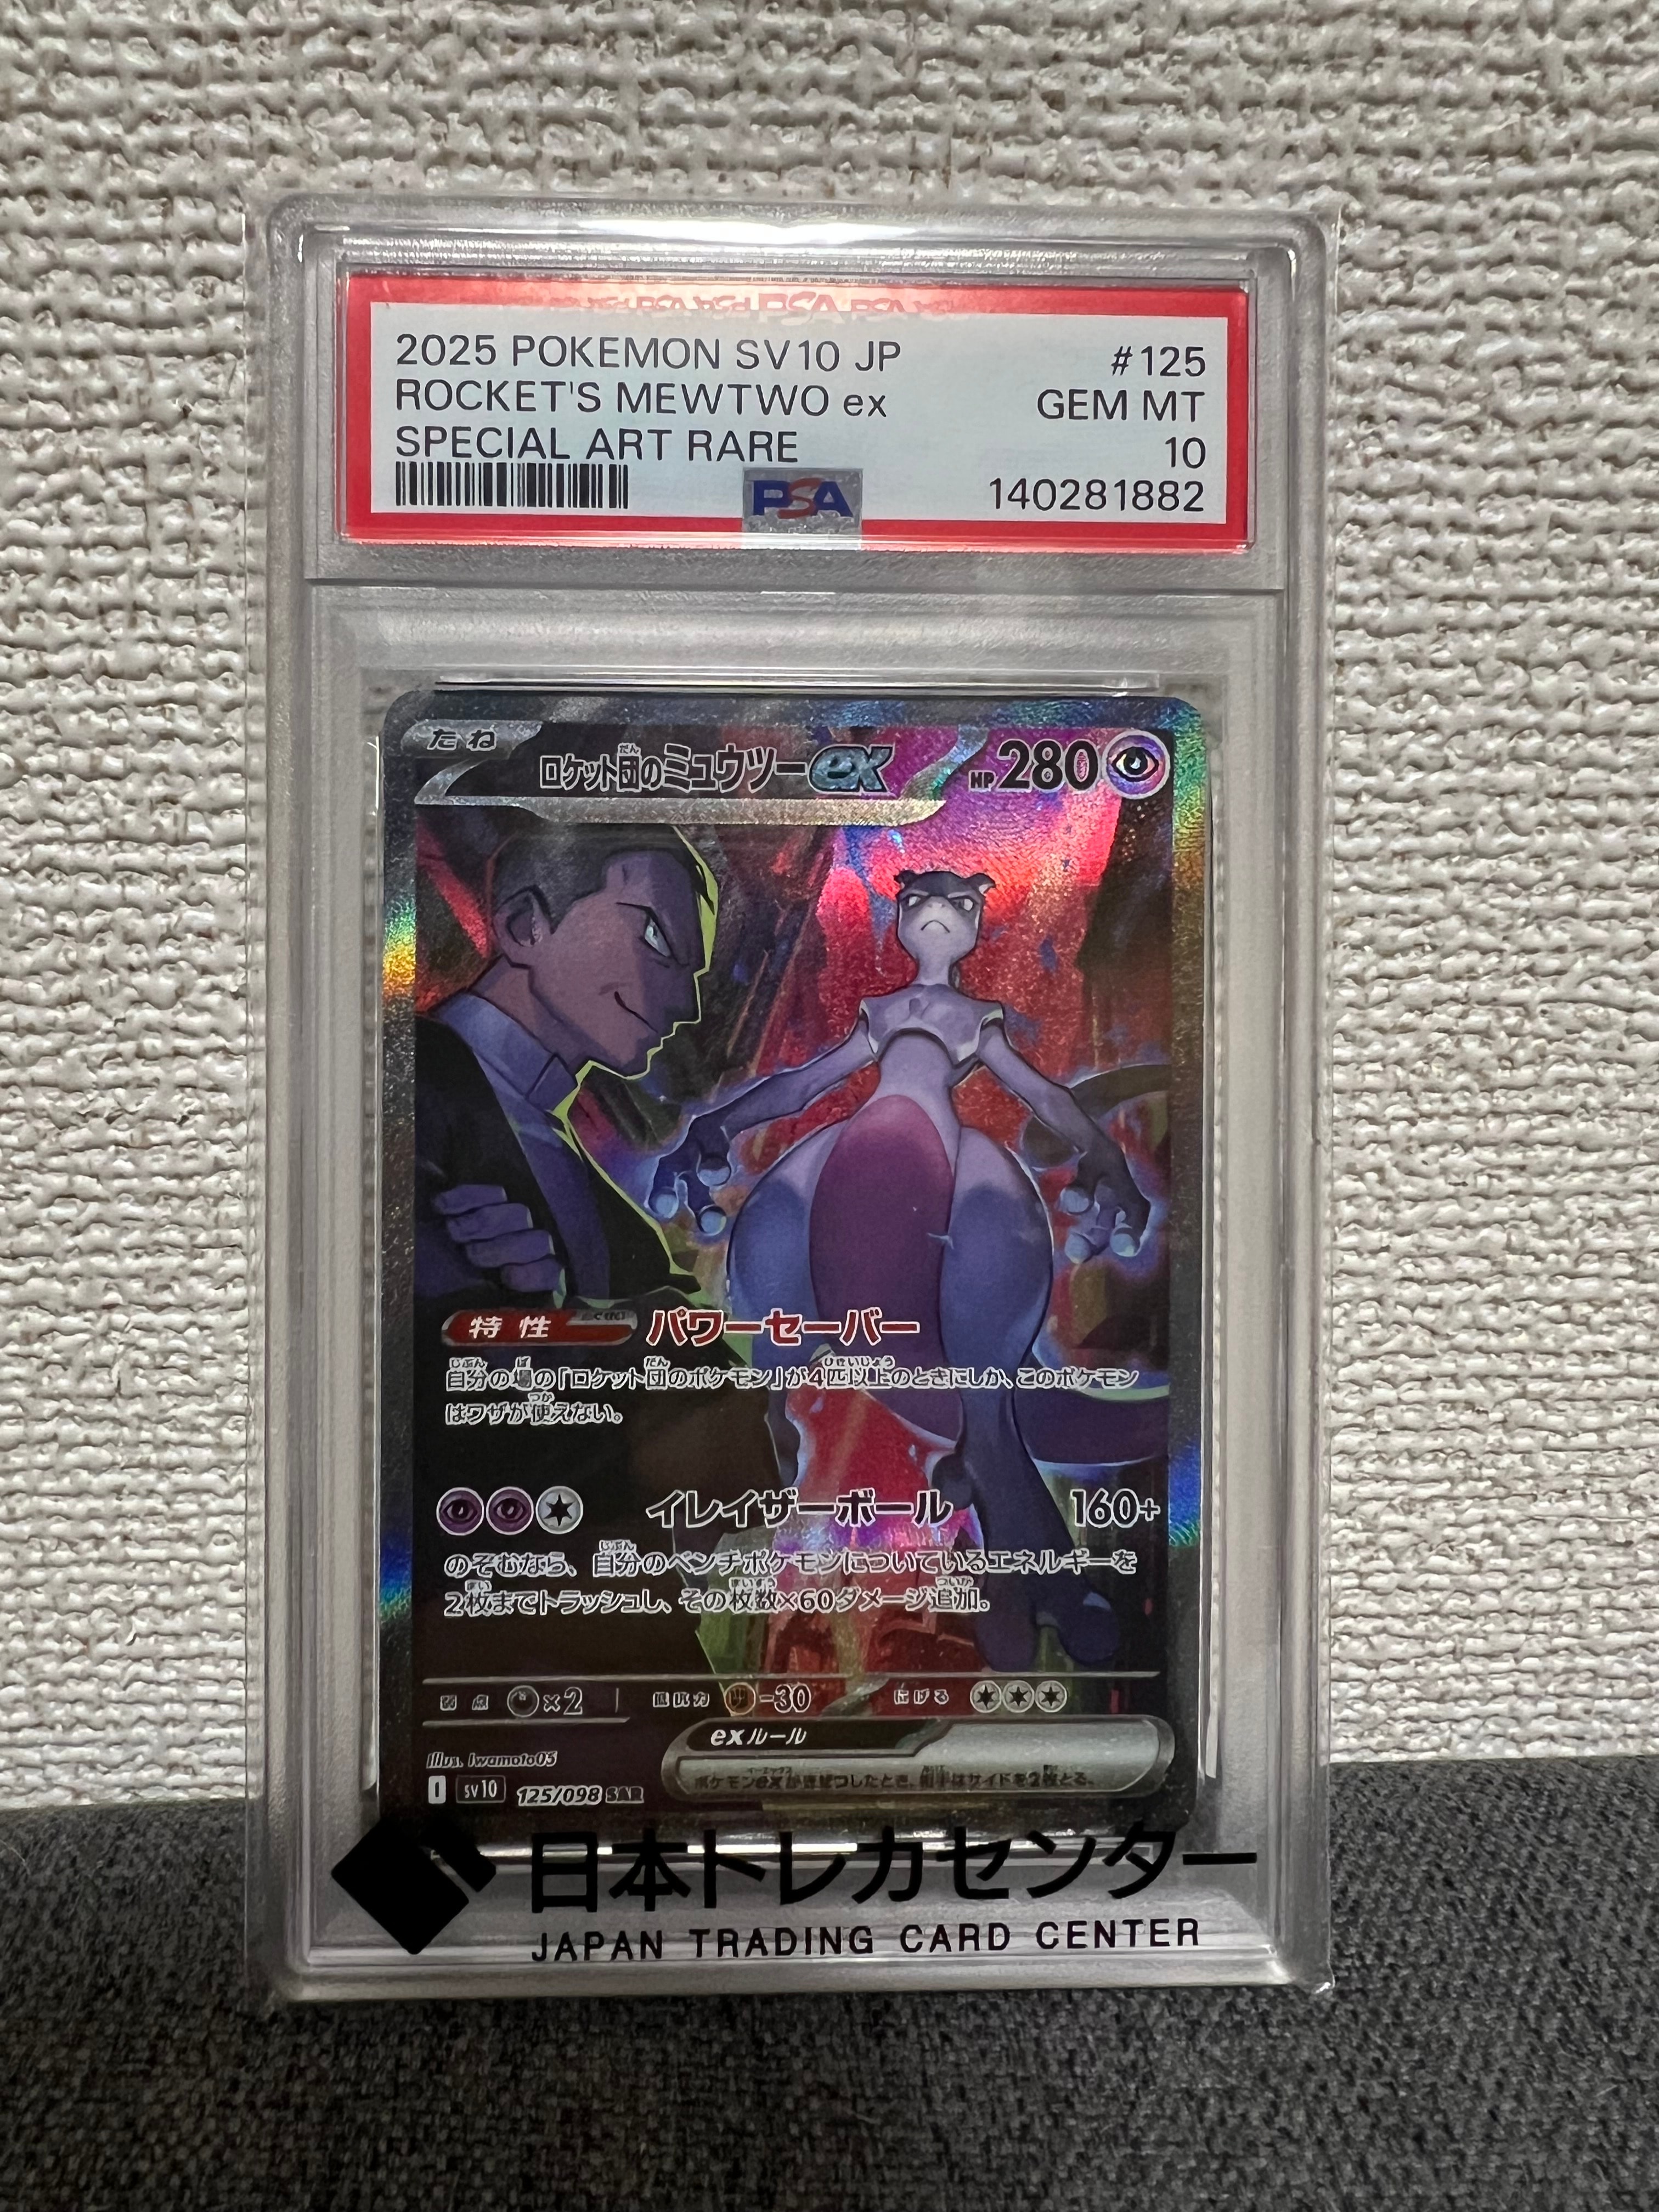 2025 POKEMON SV10 JP
#125
ROCKET'S MEWTWO ex
GEM MT
SPECIAL ART RARE
10
PSA
140281882
たね
ロケット団のミュウツーex
HP280
特性
パワーセーバー
自分の場の「ロケット団のポケモン」が4匹以上のときにしか、このポケモン
はワザが使えない。
イレイザーボール
160+
のぞむなら、自分のベンチポケモンについているエネルギーを
2枚までトラッシュし、その枚数×60ダメージ追加。
弱点
×2
抵抗力
-30
にげる
exルール
ポケモンexがきぜつしたとき、相手はサイドを2枚とる。
Illus. Iwamoto05
I
sv10
125/098 SAR
日本トレカセンター
JAPAN TRADING CARD CENTER